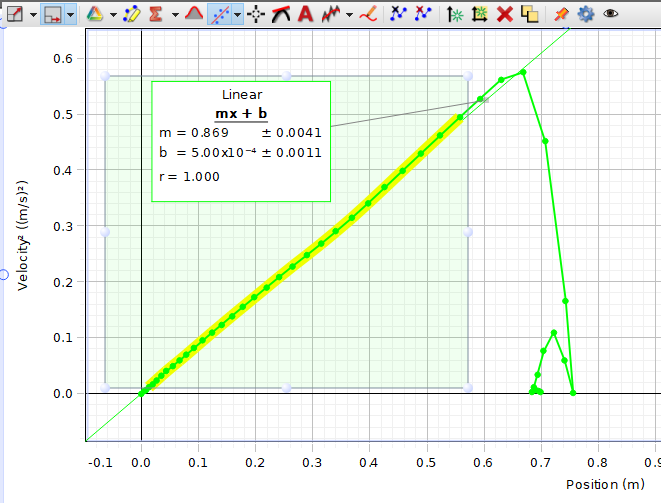 0.6
Linear
mx + b
m = 0.869 ± 0.0041
b = 5.00x10⁻⁴ ± 0.0011
r = 1.000
0.5
0.4
0.3
0.2
0.1
0.0
Velocity² ((m/s)²)
-0.1 0.0 0.1 0.2 0.3 0.4 0.5 0.6 0.7 0.8 0.9
Position (m)